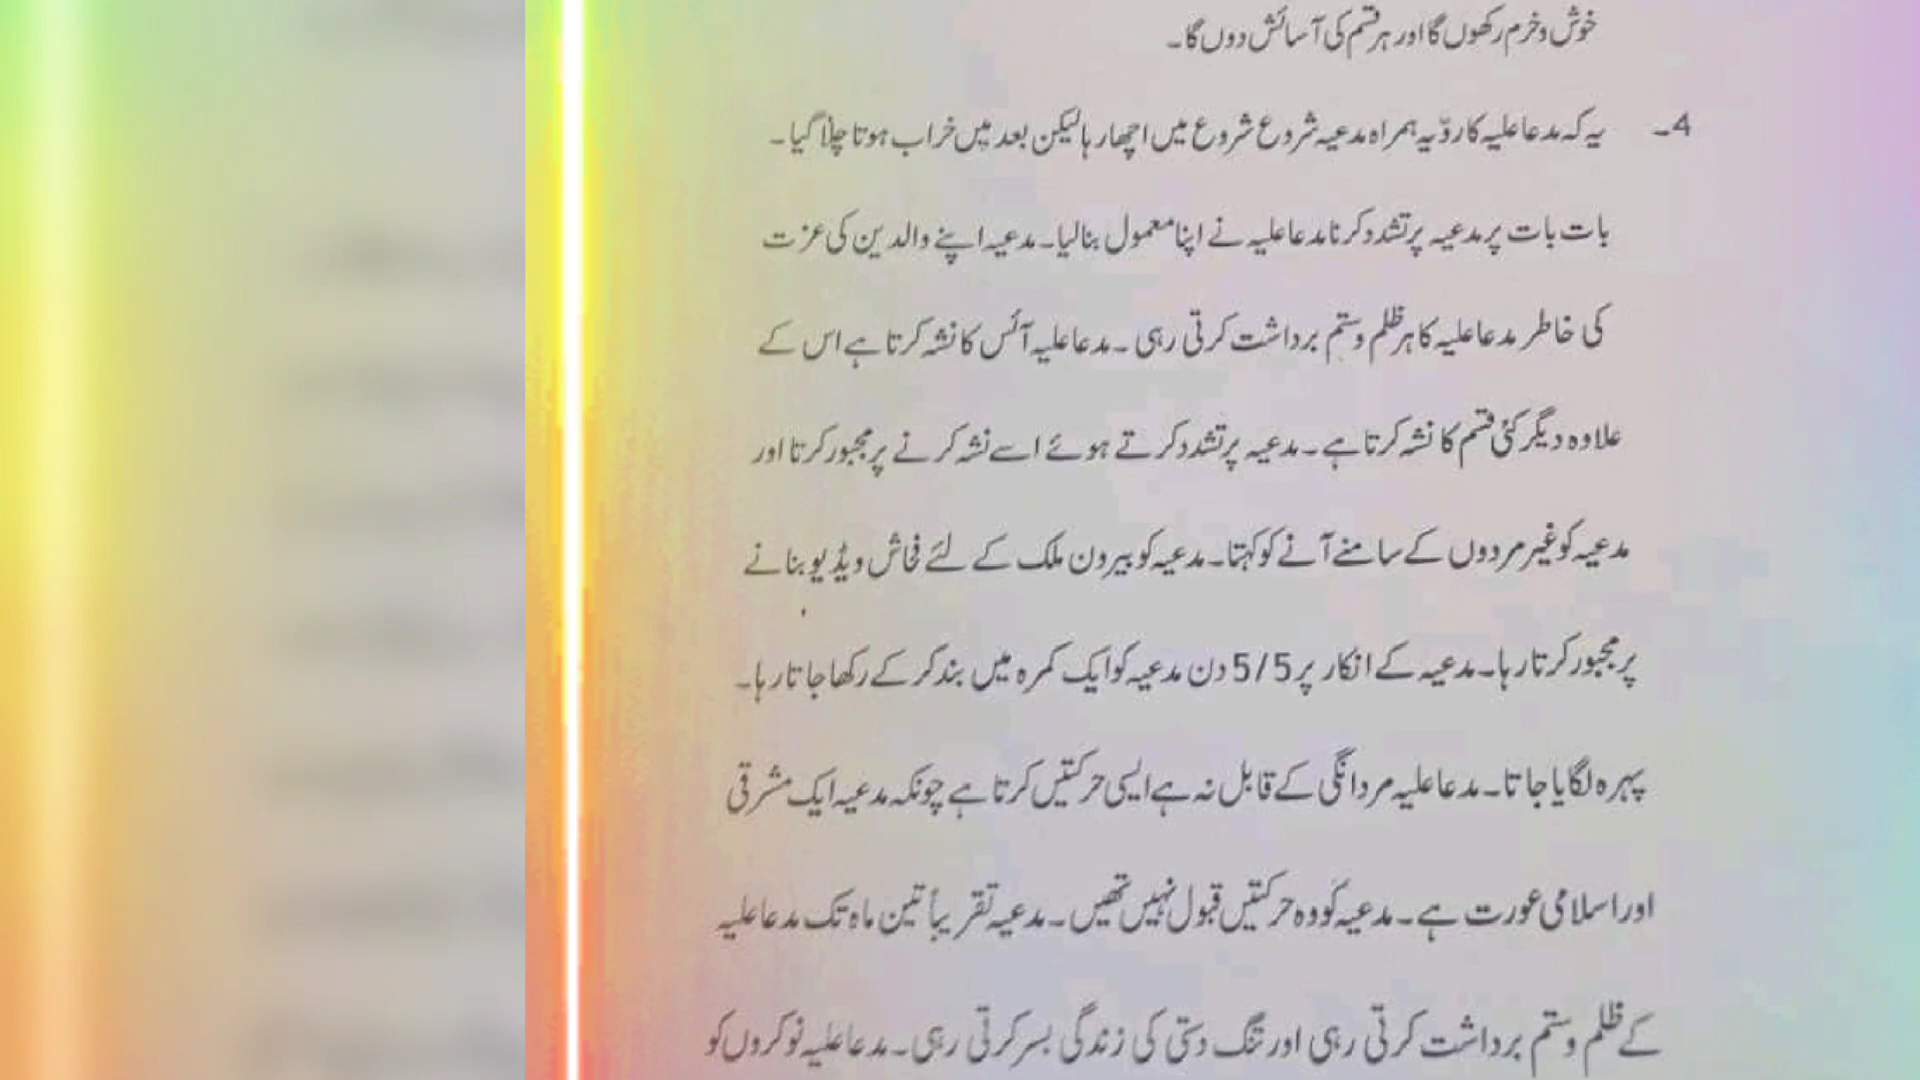 خوش و خرم رکھوں گا اور ہر قسم کی آسائش دوں گا۔
4۔ یہ کہ مدعا علیہ کا روّیہ ہمراہ مدعیہ شروع شروع میں اچھا رہا لیکن بعد میں خراب ہوتا چلا گیا۔
بات بات پر مدعیہ پر تشدد کرنا مدعا علیہ نے اپنا معمول بنا لیا۔ مدعیہ اپنے والدین کی عزت
کی خاطر مدعا علیہ کا ہر ظلم و ستم برداشت کرتی رہی۔ مدعا علیہ آئس کا نشہ کرتا ہے اس کے
علاوہ دیگر کئی قسم کا نشہ کرتا ہے۔ مدعیہ پر تشدد کرتے ہوئے اسے نشہ کرنے پر مجبور کرتا اور
مدعیہ کو غیر مردوں کے سامنے آنے کو کہتا۔ مدعیہ کو بیرون ملک کے لئے فحاش ویڈیو بنانے
پر مجبور کرتا رہا۔ مدعیہ کے انکار پر 5/5 دن مدعیہ کو ایک کمرہ میں بند کر کے رکھا جاتا رہا۔
پہرہ لگایا جاتا۔ مدعا علیہ مردانگی کے قابل نہ ہے ایسی حرکتیں کرتا ہے چونکہ مدعیہ ایک مشرقی
اور اسلامی عورت ہے۔ مدعیہ کو وہ حرکتیں قبول نہیں تھیں۔ مدعیہ تقریباً تین ماہ تک مدعا علیہ
کے ظلم و ستم برداشت کرتی رہی اور تنگ دستی کی زندگی بسر کرتی رہی۔ مدعا علیہ نوکروں کو